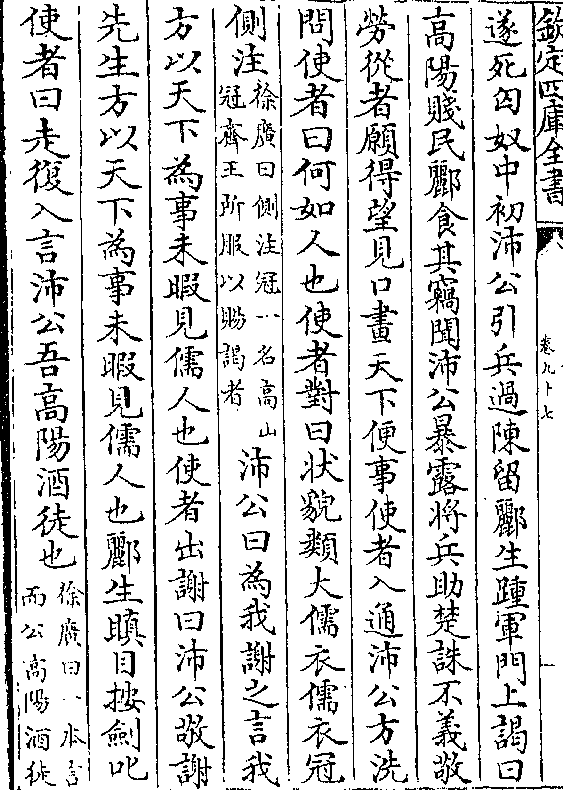 欽定四庫全書
卷九十七
遂死匈奴中初沛公引兵過陳留酈生踵軍門上謁曰
高陽賤民酈食其竊聞沛公暴露將兵助楚誅不義敬
勞從者願得望見口畫天下便事使者入通沛公方洗
問使者曰何如人也使者對曰状貌類大儒衣儒衣冠
側注徐廣曰側注冠一名高山冠齊王所服以賜謁者沛公曰為我謝之言我
方以天下為事未暇見儒人也使者出謝曰沛公敬謝
先生方以天下為事未暇見儒人也酈生瞋目按劍叱
使者曰走復入言沛公吾高陽酒徒也徐廣曰一本言而公高陽酒徒